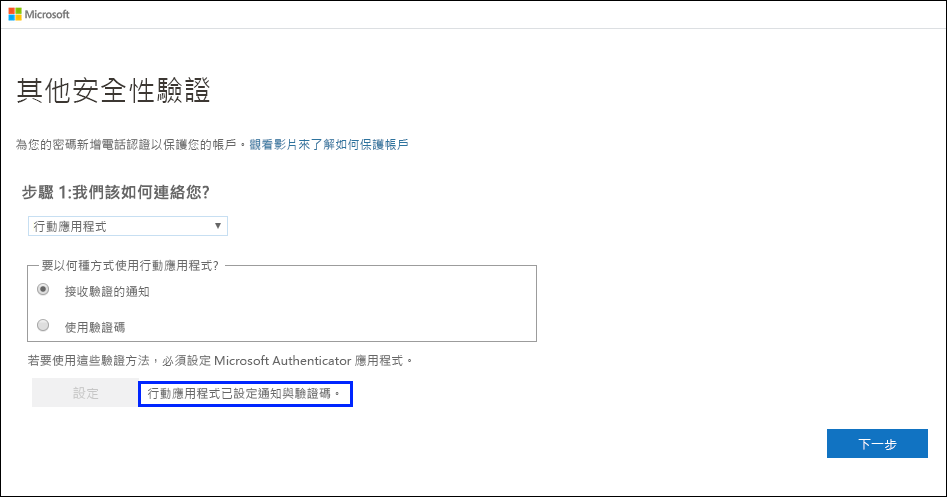 Microsoft
其他安全性驗證
為您的密碼新增電話認證以保護您的帳戶。觀看影片來了解如何保護帳戶
步驟 1:我們該如何連絡您?
行動應用程式
要以何種方式使用行動應用程式?
接收驗證的通知
使用驗證碼
若要使用這些驗證方法，必須設定 Microsoft Authenticator 應用程式。
設定 行動應用程式已設定通知與驗證碼。
下一步